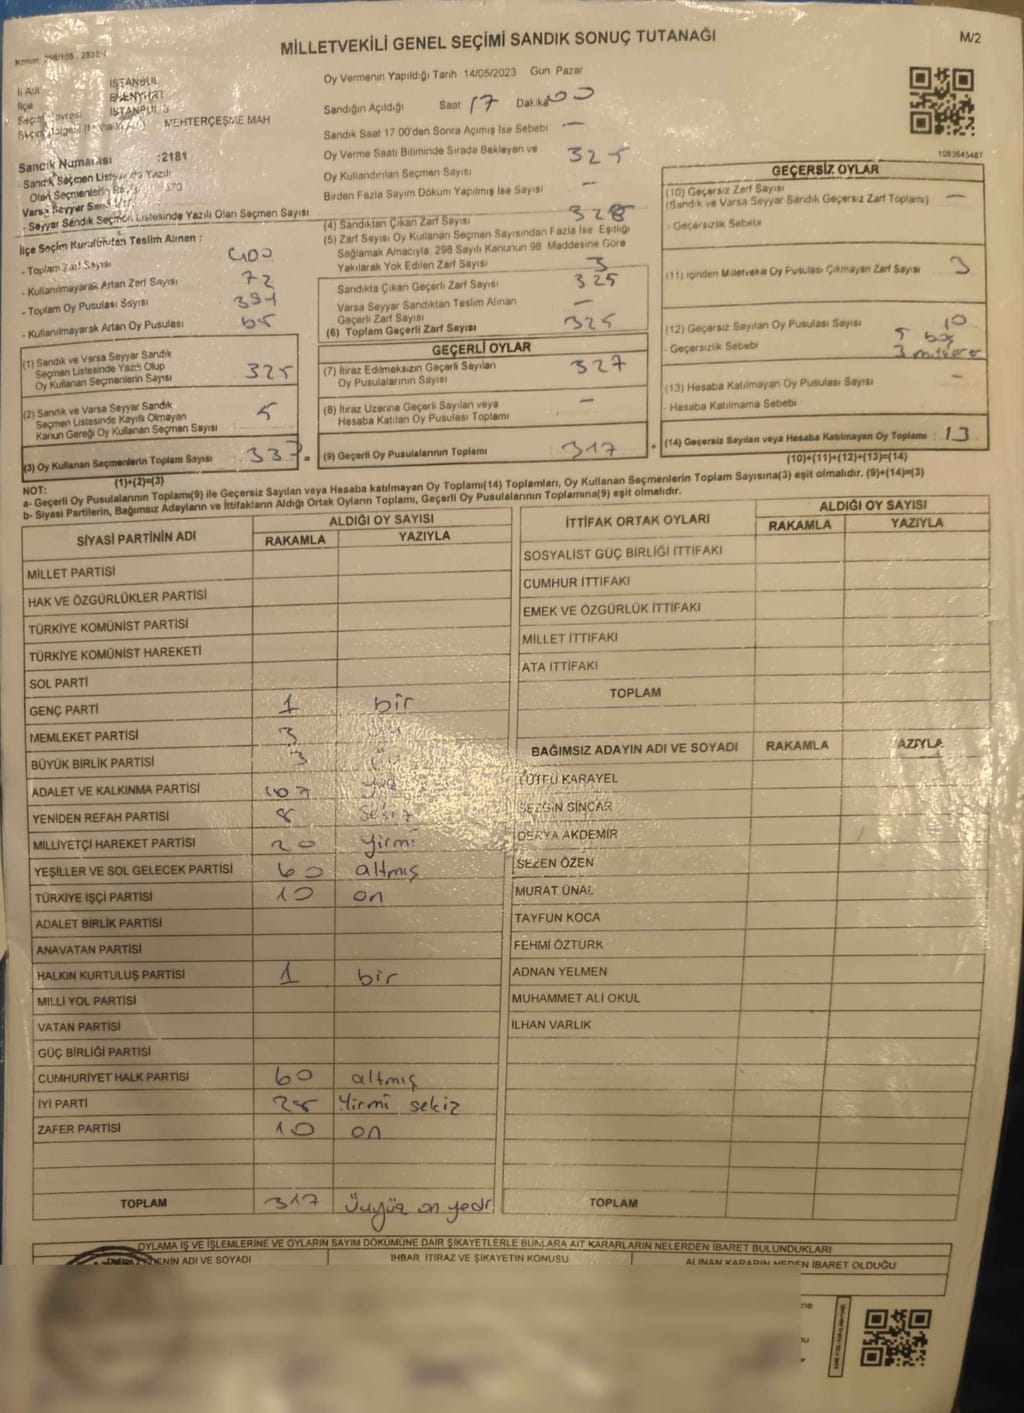 MİLLETVEKİLİ GENEL SEÇİMİ SANDIK SONUÇ TUTANAĞI
M/2
İl Adı İSTANBUL
İlçe ESENYURT
İSTANBUL 3
MEHTERÇEŞME MAH
Sandık Numarası :2181
Sandık Seçmen Listesinde Yazılı
Olan Seçmenlerin
Varsa Seyyar
- Seyyar Sandık Seçmen Listesinde Yazılı Olan Seçmen Sayısı
İlçe Seçim Kurulundan Teslim Alınan :
- Toplam Zarf Sayısı 400
- Kullanılmayarak Artan Zarf Sayısı 72
- Toplam Oy Pusulası Sayısı
- Kullanılmayarak Artan Oy Pusulası
(1) Sandık ve Varsa Seyyar Sandık
Seçmen Listesinde Yazılı Olup
Oy Kullanan Seçmenlerin Sayısı 325
(2) Sandık ve Varsa Seyyar Sandık
Seçmen Listesinde Kayıtlı Olmayan
Kanun Gereği Oy Kullanan Seçmen Sayısı 5
(3) Oy Kullanan Seçmenlerin Toplam Sayısı : 337 =
(1)+(2)=(3)
Oy Vermenin Yapıldığı Tarih 14/05/2023 Gün Pazar
Sandığın Açıldığı Saat 17 Dakika 00
Sandık Saat 17 00'den Sonra Açımış İse Sebebi —
Oy Verme Saati Bitiminde Sırada Bekleyen ve
Oy Kullandırılan Seçmen Sayısı 325
Birden Fazla Sayım Döküm Yapılmış İse Sayısı —
(4) Sandıktan Çıkan Zarf Sayısı 328
(5) Zarf Sayısı Oy Kullanan Seçmen Sayısından Fazla İse Eşitliği
Sağlamak Amacıyla, 298 Sayılı Kanunun 98. Maddesine Göre
Yakılarak Yok Edilen Zarf Sayısı 3
Sandıkta Çıkan Geçerli Zarf Sayısı 325
Varsa Seyyar Sandıktan Teslim Alınan
Geçerli Zarf Sayısı —
(6) Toplam Geçerli Zarf Sayısı 325
GEÇERLİ OYLAR
(7) İtiraz Edilmeksizin Geçerli Sayılan
Oy Pusulalarının Sayısı 327
(8) İtiraz Üzerine Geçerli Sayılan veya
Hesaba Katılan Oy Pusulası Toplamı —
(9) Geçerli Oy Pusulalarının Toplamı : 317 +
1083645487
GEÇERSİZ OYLAR
(10) Geçersiz Zarf Sayısı
(Sandık ve Varsa Seyyar Sandık Geçersiz Zarf Toplamı) —
- Geçersizlik Sebebi
(11) İçinden Milletvekili Oy Pusulası Çıkmayan Zarf Sayısı 3
(12) Geçersiz Sayılan Oy Pusulası Sayısı 10
- Geçersizlik Sebebi 5 boş
3
(13) Hesaba Katılmayan Oy Pusulası Sayısı —
- Hesaba Katılmama Sebebi
(14) Geçersiz Sayılan veya Hesaba Katılmayan Oy Toplamı : 13
(10)+(11)+(12)+(13)=(14)
NOT:
a- Geçerli Oy Pusulalarının Toplamı(9) ile Geçersiz Sayılan veya Hesaba katılmayan Oy Toplamı(14) Toplamları, Oy Kullanan Seçmenlerin Toplam Sayısına(3) eşit olmalıdır. (9)+(14)=(3)
b- Siyasi Partilerin, Bağımsız Adayların ve İttifakların Aldığı Ortak Oyların Toplamı, Geçerli Oy Pusulalarının Toplamına(9) eşit olmalıdır.
SİYASİ PARTİNİN ADI
ALDIĞI OY SAYISI
RAKAMLA YAZIYLA
MİLLET PARTİSİ
HAK VE ÖZGÜRLÜKLER PARTİSİ
TÜRKİYE KOMÜNİST PARTİSİ
TÜRKİYE KOMÜNİST HAREKETİ
SOL PARTİ
GENÇ PARTİ 1 bir
MEMLEKET PARTİSİ 3
BÜYÜK BİRLİK PARTİSİ 3
ADALET VE KALKINMA PARTİSİ 107 yüz
YENİDEN REFAH PARTİSİ 8 sekiz
MİLLİYETÇİ HAREKET PARTİSİ 20 yirmi
YEŞİLLER VE SOL GELECEK PARTİSİ 60 altmış
TÜRKİYE İŞÇİ PARTİSİ 10 on
ADALET BİRLİK PARTİSİ
ANAVATAN PARTİSİ
HALKIN KURTULUŞ PARTİSİ 1 bir
MİLLİ YOL PARTİSİ
VATAN PARTİSİ
GÜÇ BİRLİĞİ PARTİSİ
CUMHURİYET HALK PARTİSİ 60 altmış
İYİ PARTİ 28 Yirmi sekiz
ZAFER PARTİSİ 10 on
TOPLAM 317 Üçyüz on yedi
İTTİFAK ORTAK OYLARI
ALDIĞI OY SAYISI
RAKAMLA YAZIYLA
SOSYALİST GÜÇ BİRLİĞİ İTTİFAKI
CUMHUR İTTİFAKI
EMEK VE ÖZGÜRLÜK İTTİFAKI
MİLLET İTTİFAKI
ATA İTTİFAKI
TOPLAM
BAĞIMSIZ ADAYIN ADI VE SOYADI RAKAMLA YAZIYLA
LÜTFÜ KARAYEL
SEZGİN SİNCAR
DERYA AKDEMİR
SEZEN ÖZEN
MURAT ÜNAL
TAYFUN KOCA
FEHMİ ÖZTÜRK
ADNAN YELMEN
MUHAMMET ALİ OKUL
İLHAN VARLIK
TOPLAM
OYLAMA İŞ VE İŞLEMLERİNE VE OYLARIN SAYIM DÖKÜMÜNE DAİR ŞİKAYETLERLE BUNLARA AİT KARARLARIN NELERDEN İBARET BULUNDUKLARI
ADI VE SOYADI
İHBAR, İTİRAZ VE ŞİKAYETİN KONUSU
ALINAN KARARIN NEDEN İBARET OLDUĞU